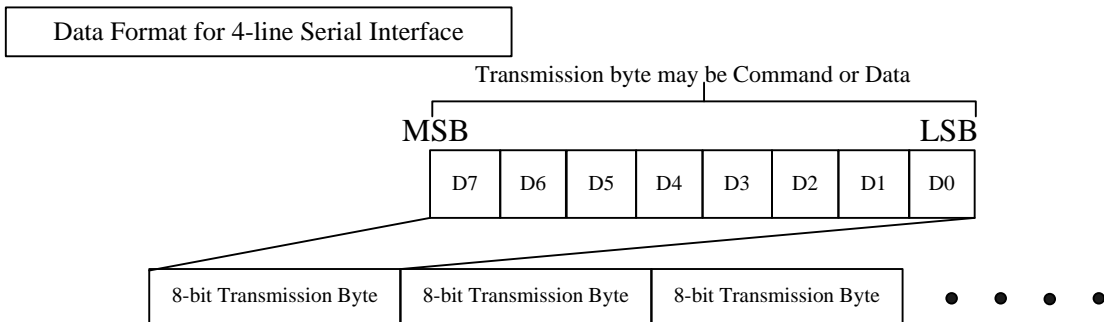 Data Format for 4-line Serial Interface
Transmission byte may be Command or Data
MSB LSB
D7 D6 D5 D4 D3 D2 D1 D0
8-bit Transmission Byte 8-bit Transmission Byte 8-bit Transmission Byte